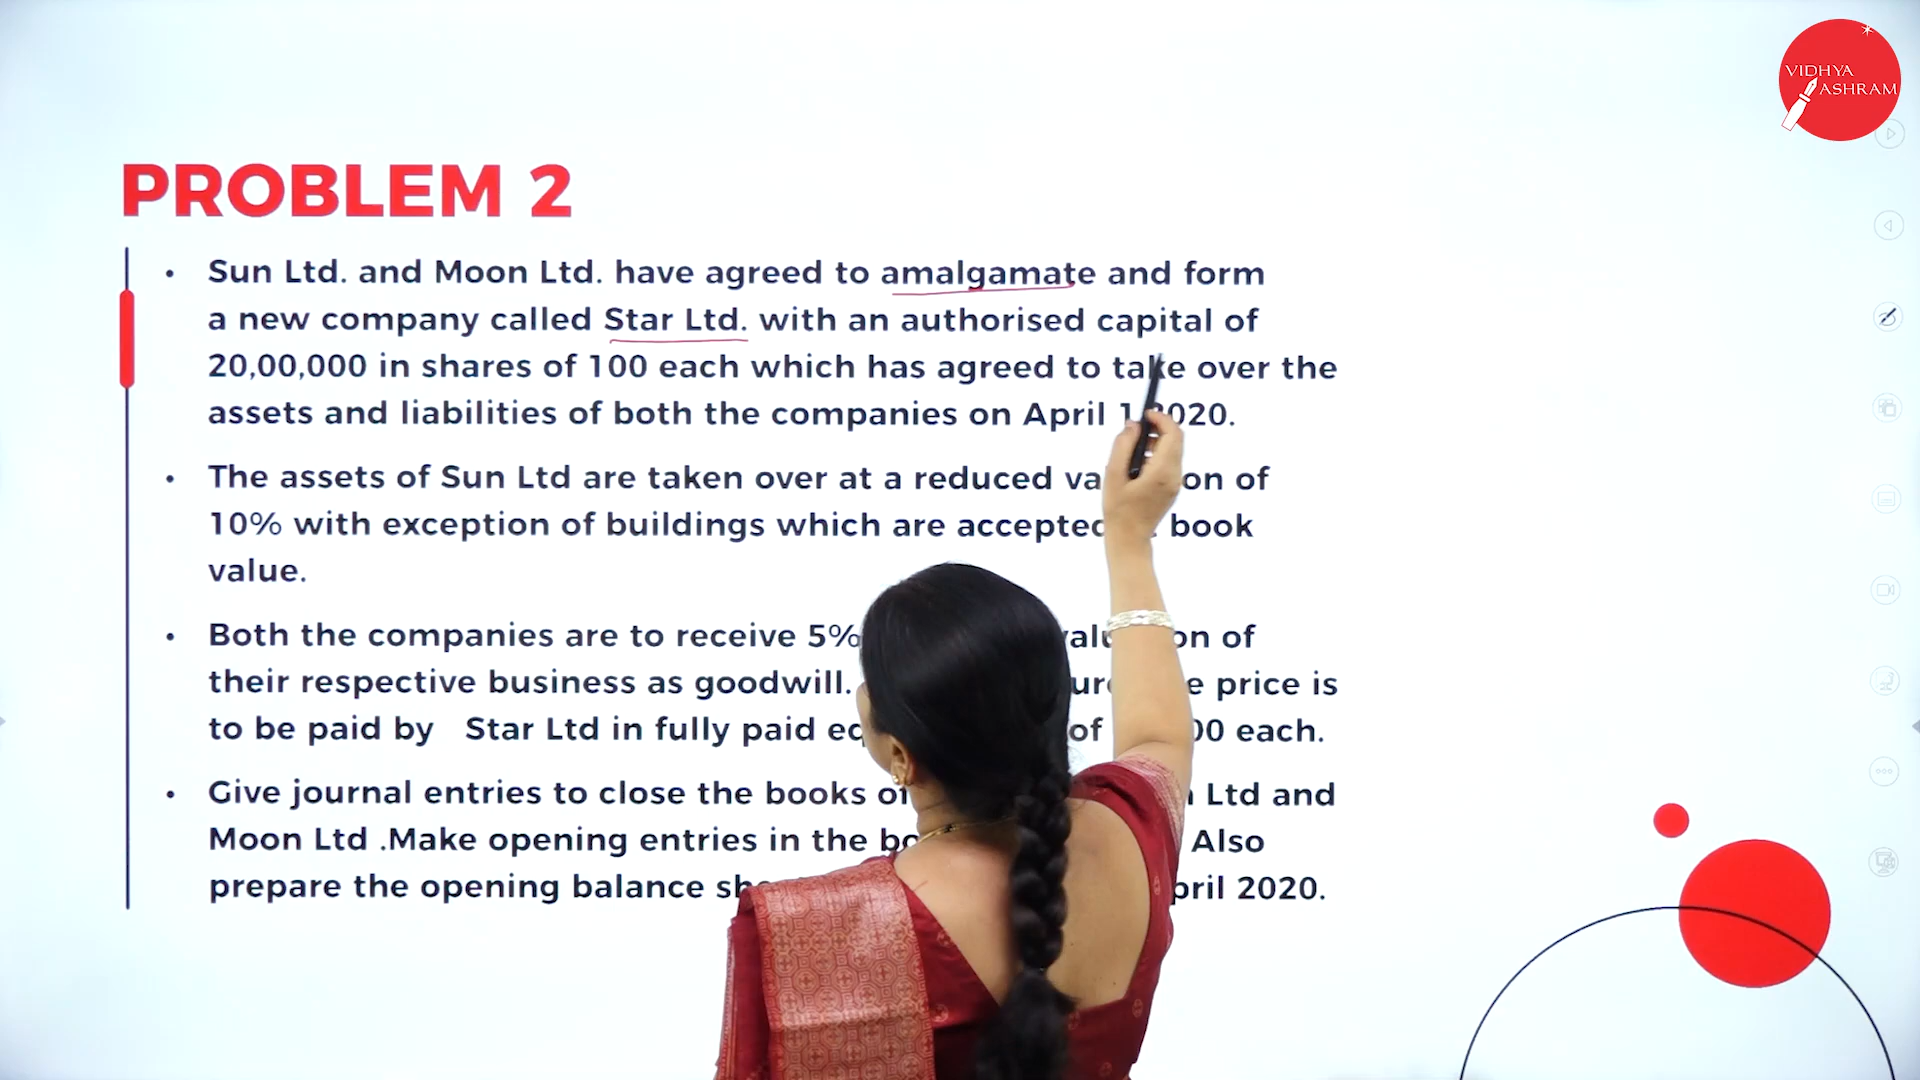 VIDHYA
ASHRAM
PROBLEM 2
• Sun Ltd. and Moon Ltd. have agreed to amalgamate and form
a new company called Star Ltd. with an authorised capital of
20,00,000 in shares of 100 each which has agreed to take over the
assets and liabilities of both the companies on April 1 2020.
• The assets of Sun Ltd are taken over at a reduced on of
10% with exception of buildings which are accepted book
value.
• Both the companies are to receive 5% of
their respective business as goodwill. price is
to be paid by Star Ltd in fully paid of each.
• Give journal entries to close the books of Ltd and
Moon Ltd .Make opening entries in the Also
prepare the opening balance April 2020.